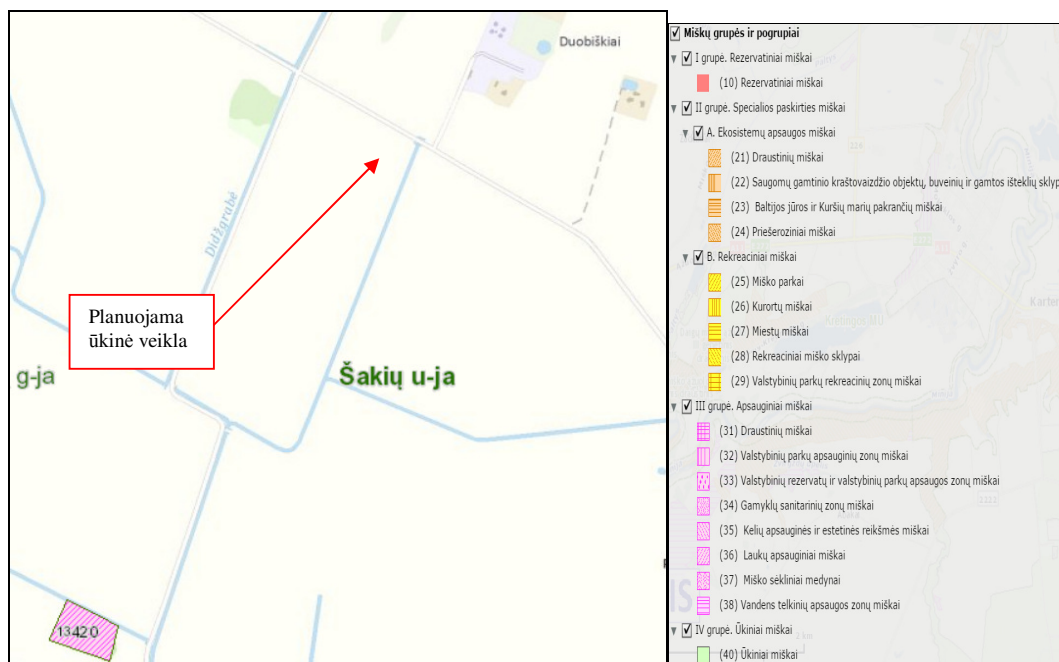 Duobiškiai
Didžgrubė
Planuojama
ūkinė veikla
g-ja
Šakių u-ja
13420
Miškų grupės ir pogrupiai
I grupė. Rezervatiniai miškai
(10) Rezervatiniai miškai
II grupė. Specialios paskirties miškai
A. Ekosistemų apsaugos miškai
(21) Draustinių miškai
(22) Saugomų gamtinio kraštovaizdžio objektų, buveinių ir gamtos išteklių sklyp
(23) Baltijos jūros ir Kuršių marių pakrančių miškai
(24) Priešeroziniai miškai
B. Rekreaciniai miškai
(25) Miško parkai
(26) Kurortų miškai
(27) Miestų miškai
(28) Rekreaciniai miško sklypai
(29) Valstybinių parkų rekreacinių zonų miškai
III grupė. Apsauginiai miškai
(31) Draustinių miškai
(32) Valstybinių parkų apsauginių zonų miškai
(33) Valstybinių rezervatų ir valstybinių parkų apsaugos zonų miškai
(34) Gamyklų sanitarinių zonų miškai
(35) Kelių apsauginės ir estetinės reikšmės miškai
(36) Laukų apsauginiai miškai
(37) Miško sėkliniai medynai
(38) Vandens telkinių apsaugos zonų miškai
IV grupė. Ūkiniai miškai
(40) Ūkiniai miškai
Karten
Kretingos MU
2 km